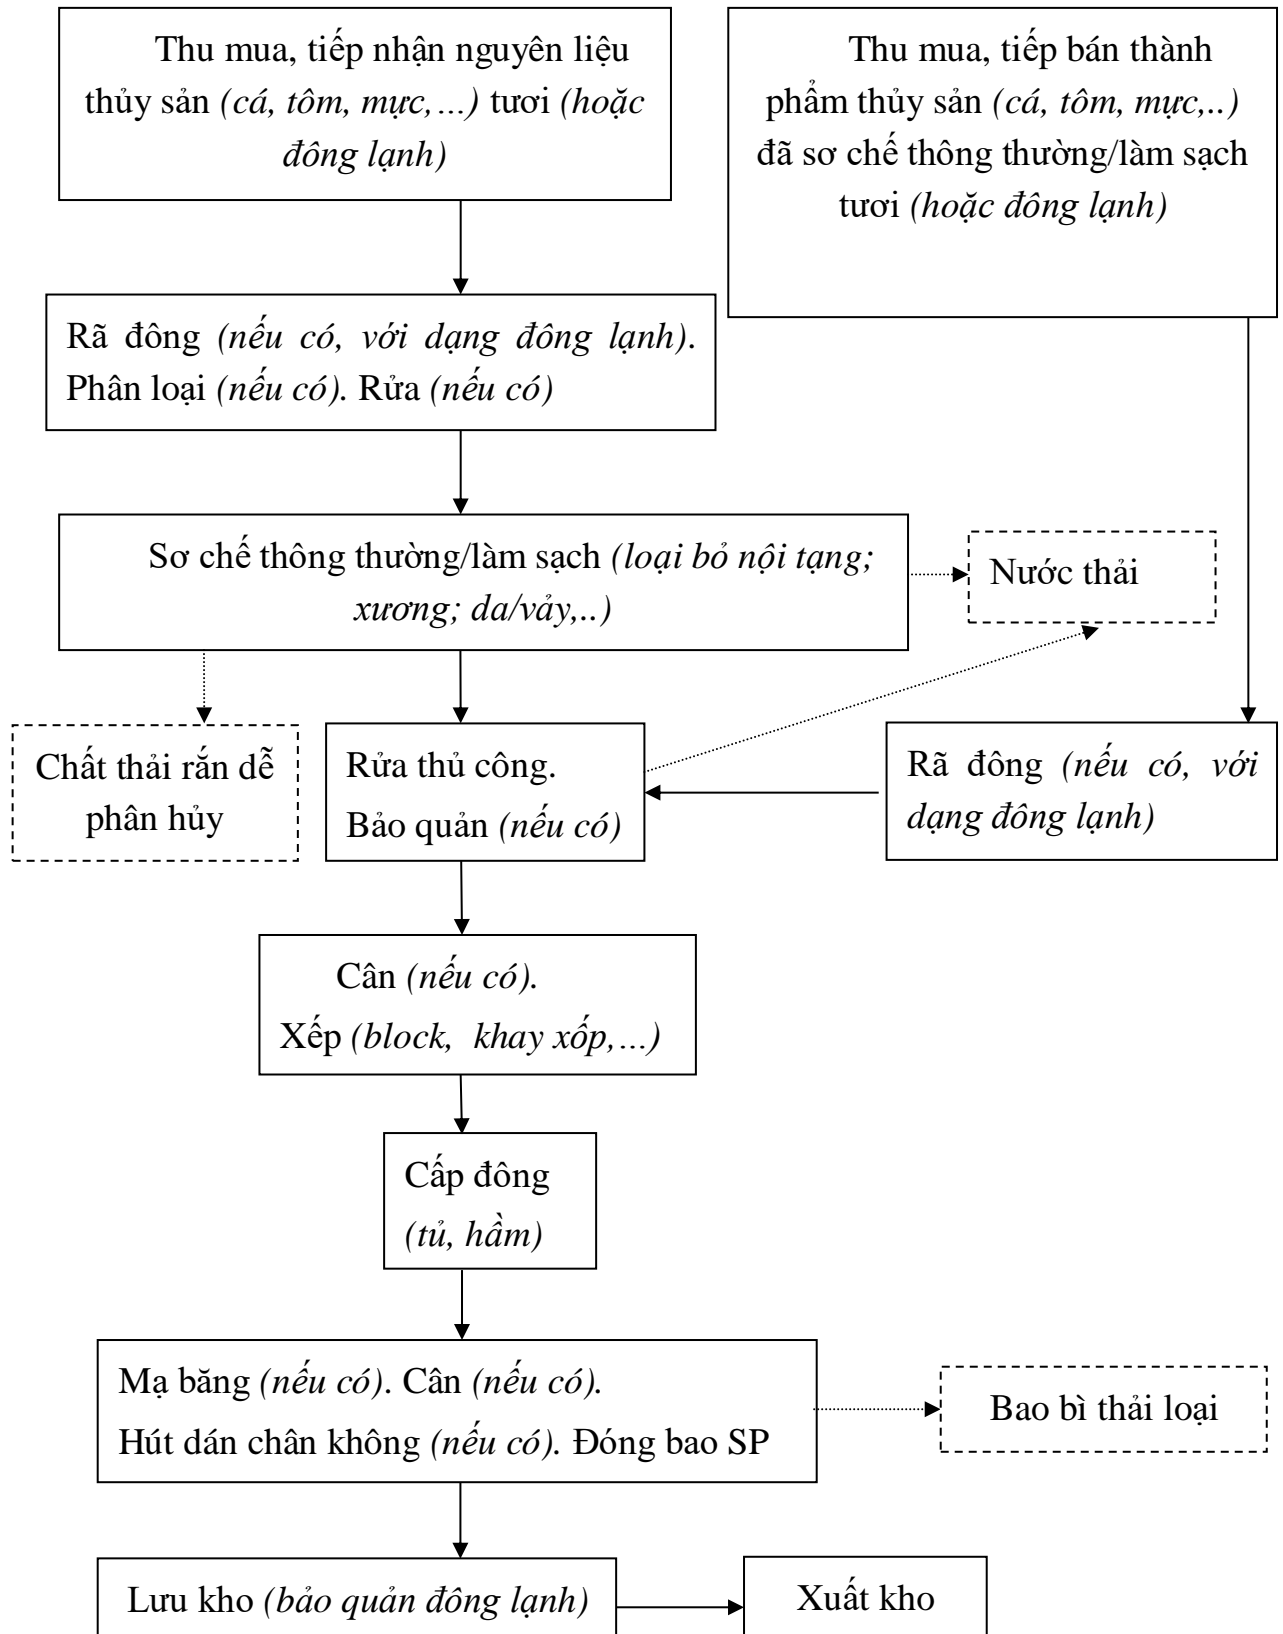 Thu mua, tiếp nhận nguyên liệu
thủy sản (cá, tôm, mực,...) tươi (hoặc
đông lạnh)
Thu mua, tiếp bán thành
phẩm thủy sản (cá, tôm, mực,..)
đã sơ chế thông thường/làm sạch
tươi (hoặc đông lạnh)
Rã đông (nếu có, với dạng đông lạnh).
Phân loại (nếu có). Rửa (nếu có)
Sơ chế thông thường/làm sạch (loại bỏ nội tạng;
xương; da/vảy,..)
Nước thải
Chất thải rắn dễ
phân hủy
Rửa thủ công.
Bảo quản (nếu có)
Rã đông (nếu có, với
dạng đông lạnh)
Cân (nếu có).
Xếp (block, khay xốp,...)
Cấp đông
(tủ, hầm)
Mạ băng (nếu có). Cân (nếu có).
Hút dán chân không (nếu có). Đóng bao SP
Bao bì thải loại
Lưu kho (bảo quản đông lạnh)
Xuất kho